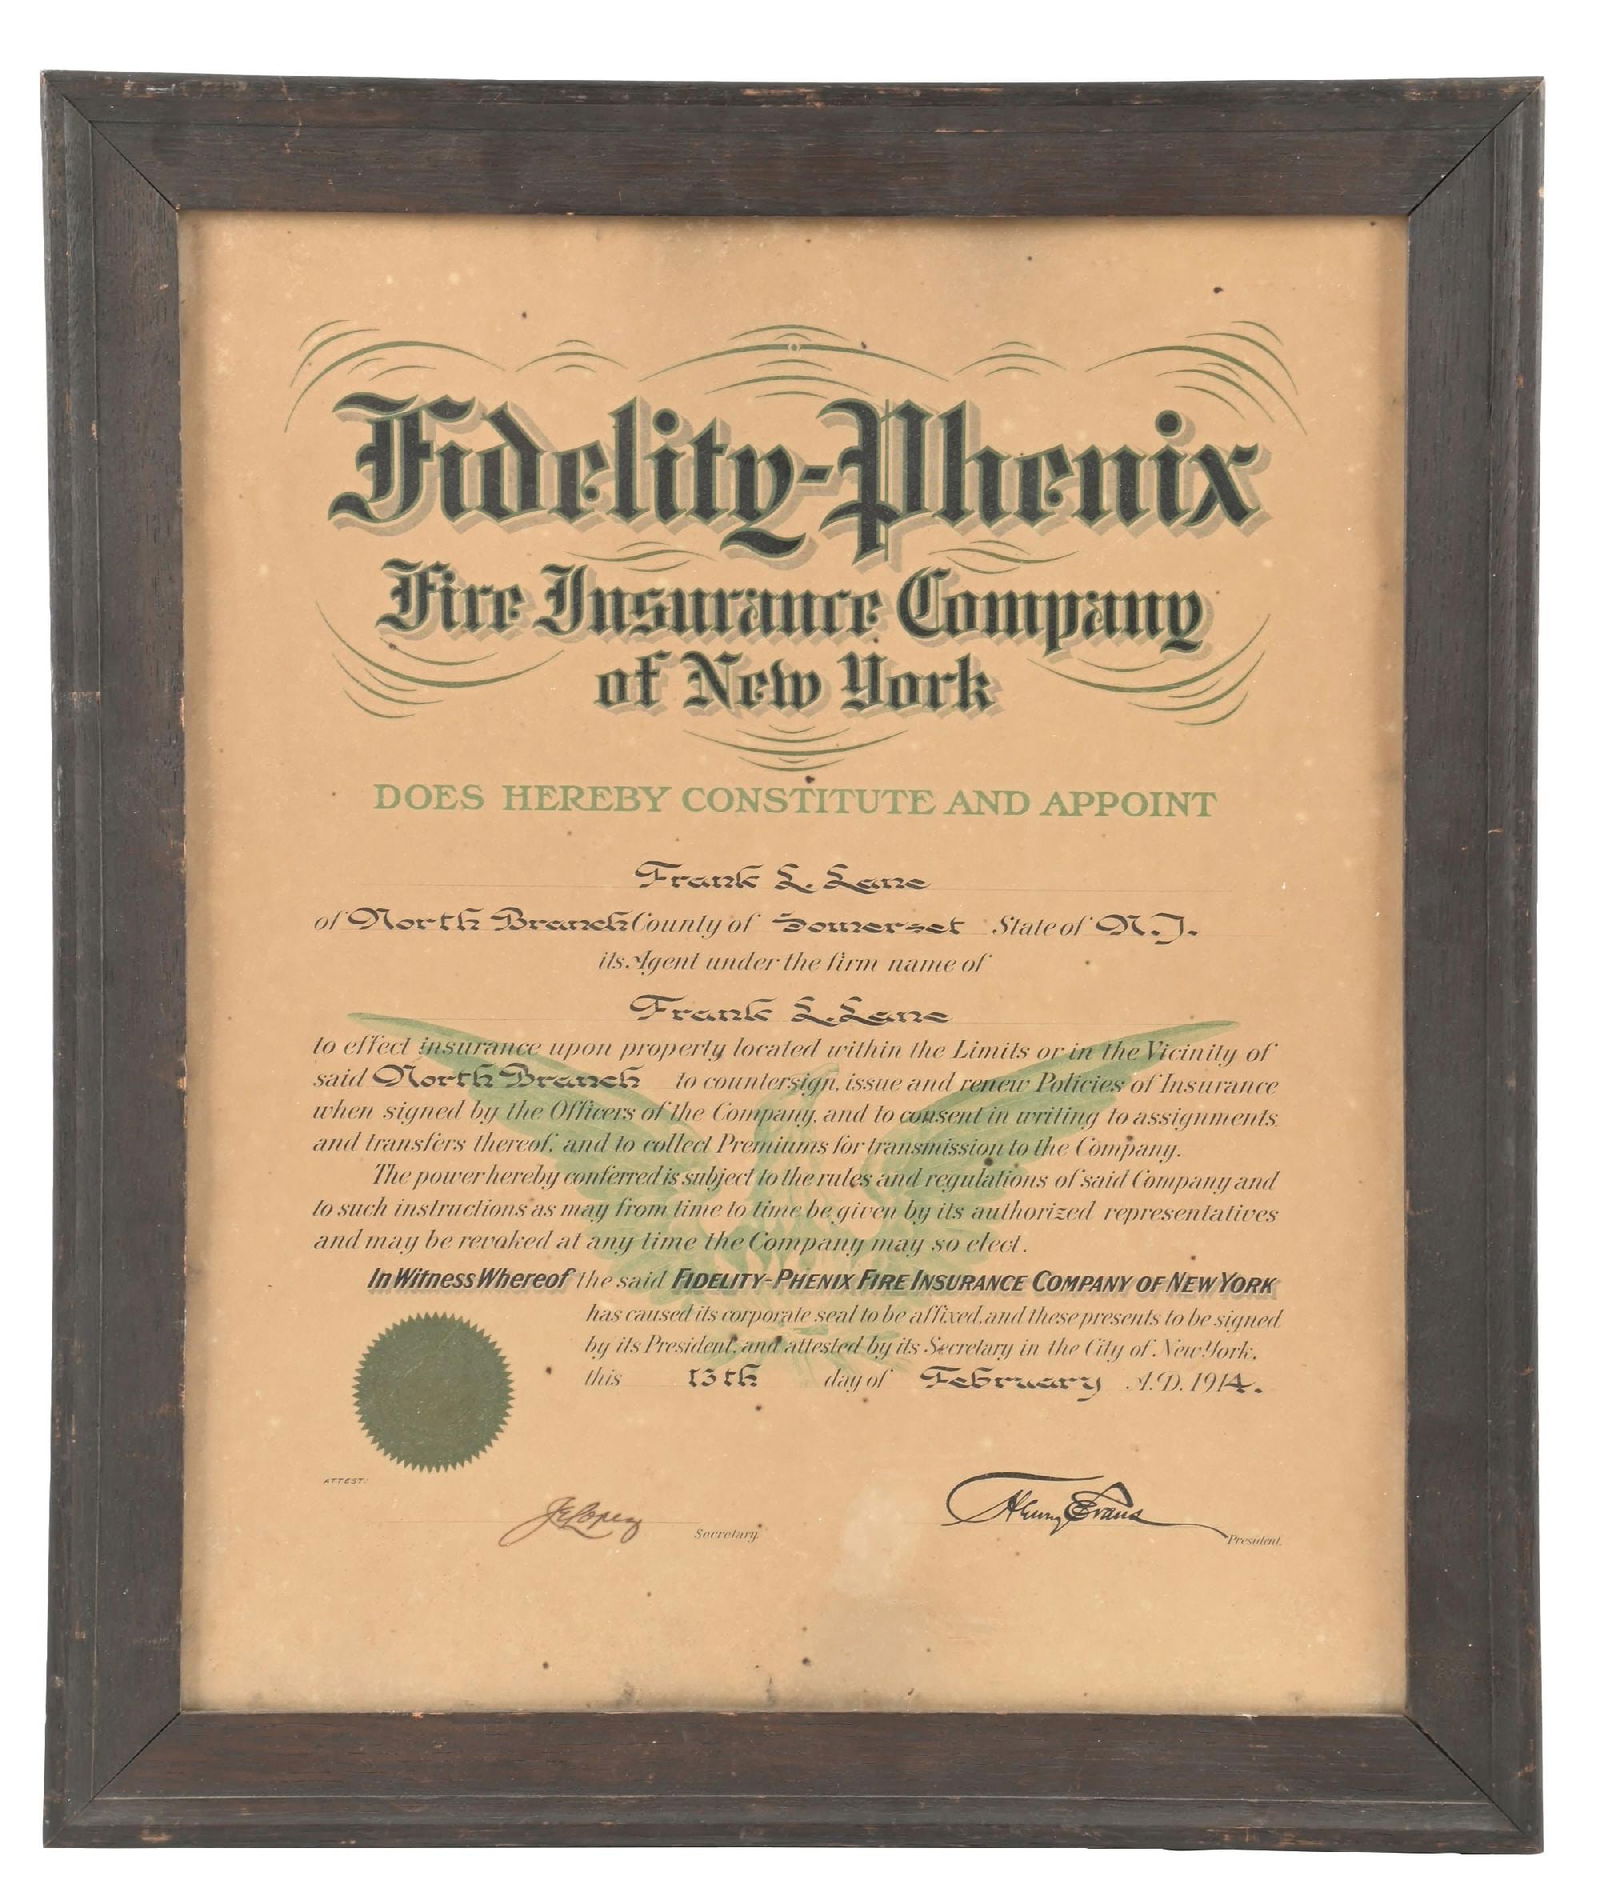 Fidelity-Phenix
Fire Insurance Company
of New York
DOES HEREBY CONSTITUTE AND APPOINT
Frank L. Lane
of North Branch County of Somerset State of N.J.
its Agent under the firm name of
Frank L. Lane
to effect insurance upon property located within the Limits or in the Vicinity of
said North Branch to countersign, issue and renew Policies of Insurance
when signed by the Officers of the Company, and to consent in writing to assignments
and transfers thereof, and to collect Premiums for transmission to the Company.
The power hereby conferred is subject to the rules and regulations of said Company and
to such instructions as may from time to time be given by its authorized representatives
and may be revoked at any time the Company may so elect.
In Witness Whereof the said FIDELITY-PHENIX FIRE INSURANCE COMPANY OF NEW YORK
has caused its corporate seal to be affixed, and these presents to be signed
by its President, and attested by its Secretary in the City of New York,
this 13th day of February A.D. 1914.
ATTEST:
J E Lopez Secretary.
Henry Evans President.